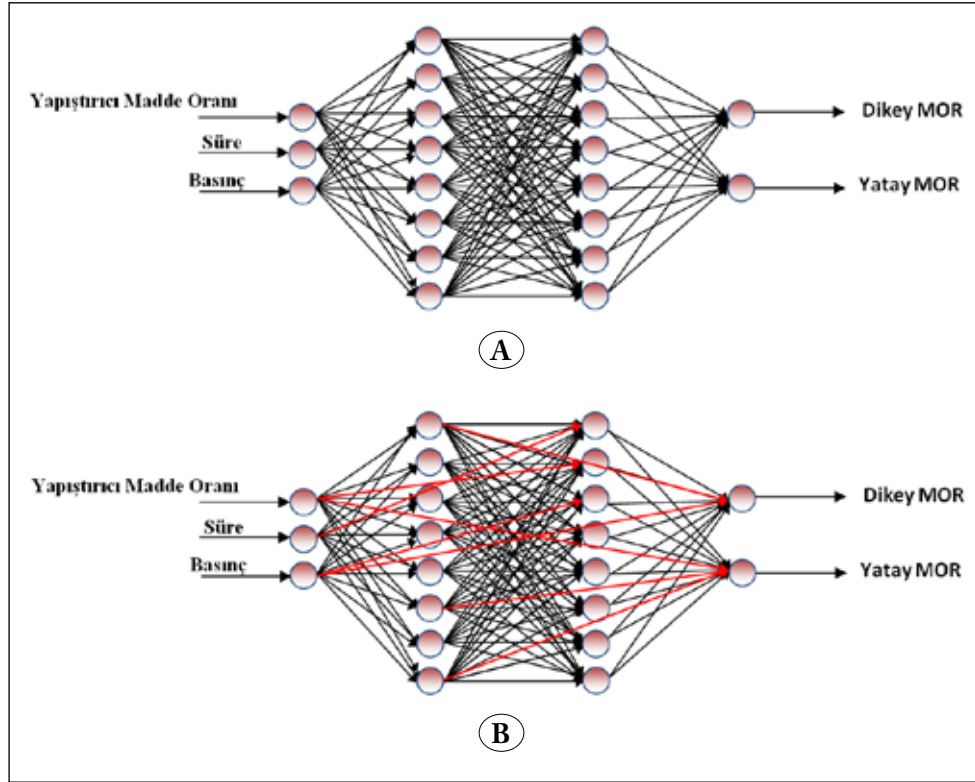 Yapıştırıcı Madde Oranı
Süre
Basınç
Dikey MOR
Yatay MOR
A
Yapıştırıcı Madde Oranı
Süre
Basınç
Dikey MOR
Yatay MOR
B